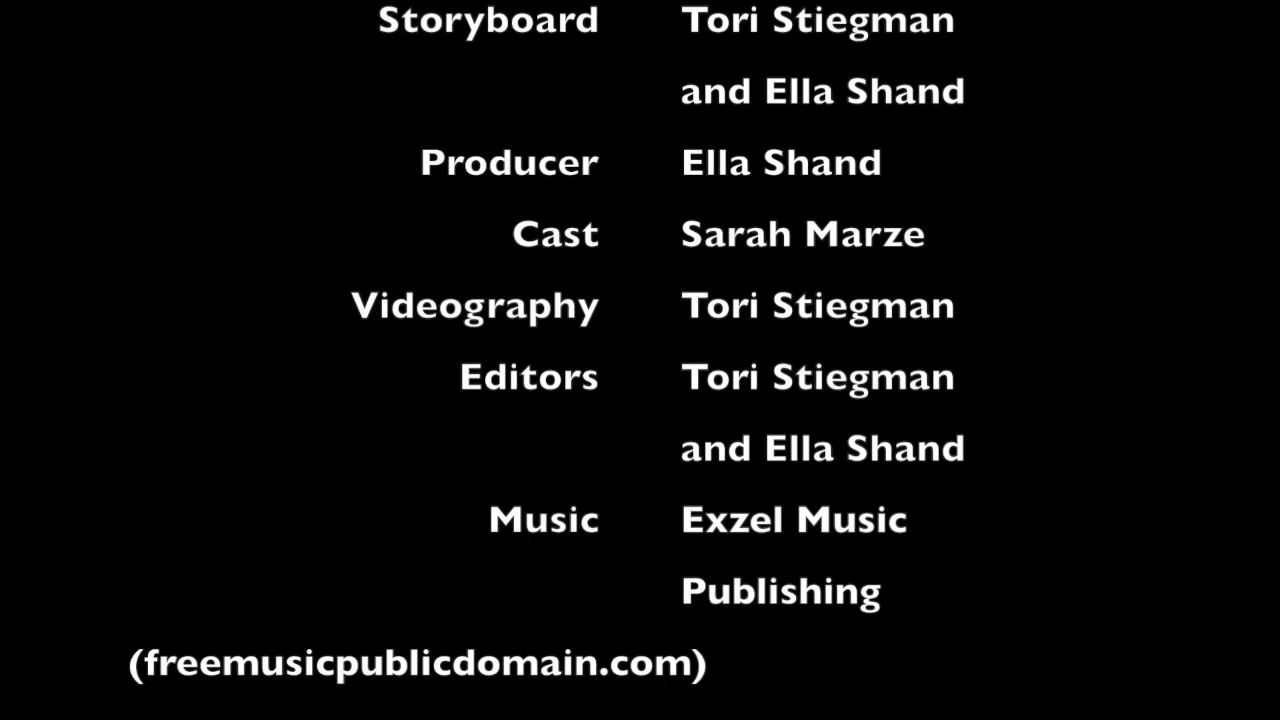 Storyboard Tori Stiegman
and Ella Shand
Producer Ella Shand
Cast Sarah Marze
Videography Tori Stiegman
Editors Tori Stiegman
and Ella Shand
Music Exzel Music
Publishing
(freemusicpublicdomain.com)